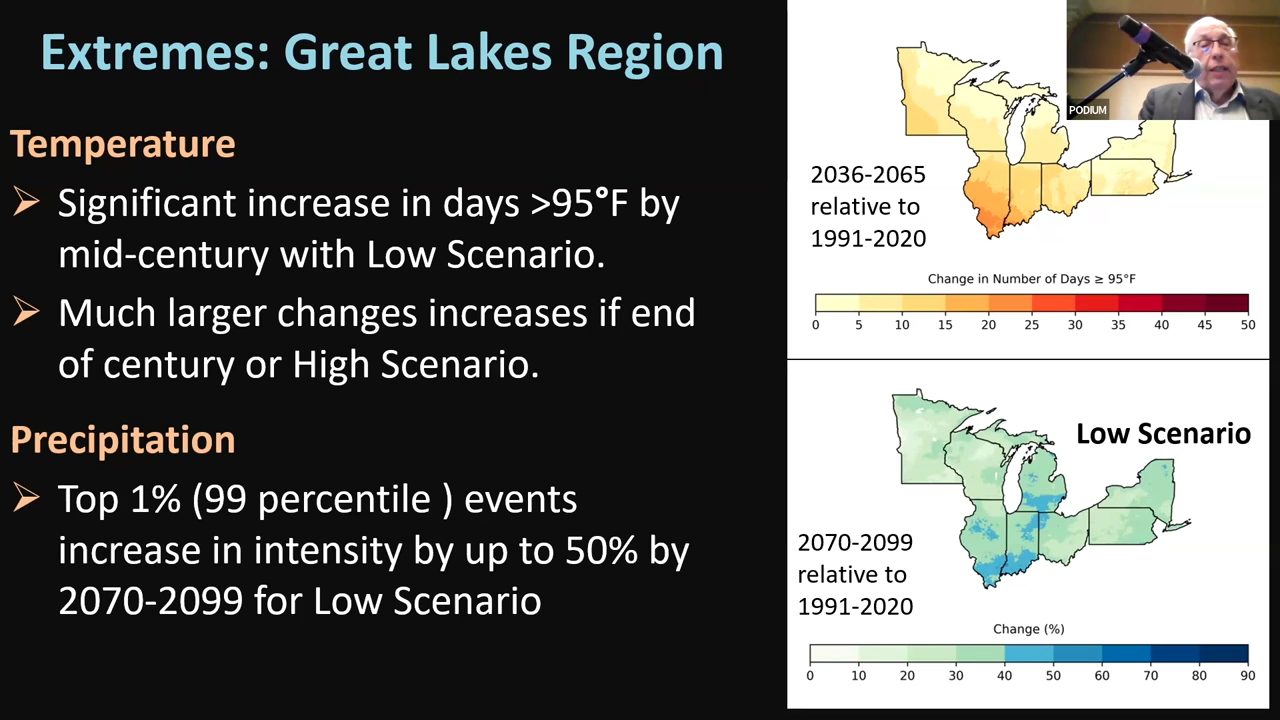 Extremes: Great Lakes Region
Temperature
Significant increase in days >95°F by
mid-century with Low Scenario.
Much larger changes increases if end
of century or High Scenario.
Precipitation
Top 1% (99 percentile ) events
increase in intensity by up to 50% by
2070-2099 for Low Scenario
PODIUM
2036-2065
relative to
1991-2020
Change in Number of Days ≥ 95°F
0 5 10 15 20 25 30 35 40 45 50
Low Scenario
2070-2099
relative to
1991-2020
Change (%)
0 10 20 30 40 50 60 70 80 90